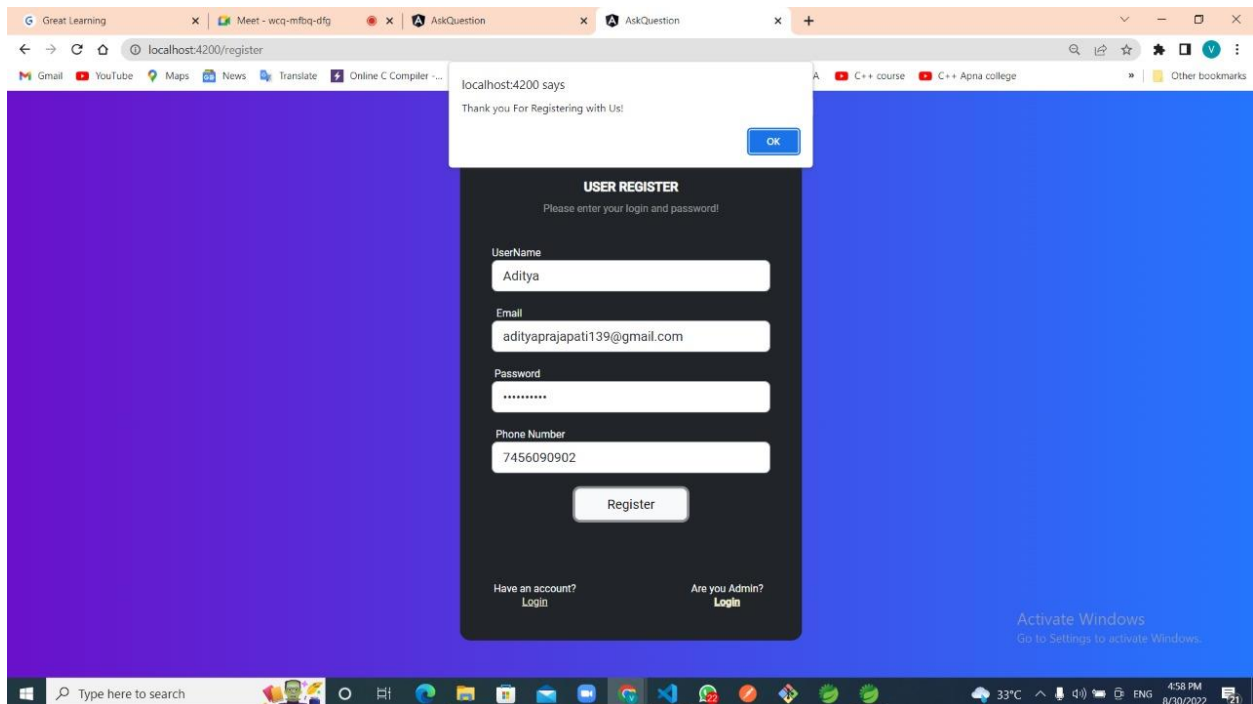 Great Learning
Meet - wcq-mfbq-dfg
AskQuestion
AskQuestion
localhost:4200/register
Gmail
YouTube
Maps
News
Translate
Online C Compiler -...
A
C++ course
C++ Apna college
»
Other bookmarks
localhost:4200 says
Thank you For Registering with Us!
OK
USER REGISTER
Please enter your login and password!
UserName
Aditya
Email
adityaprajapati139@gmail.com
Password
••••••••••
Phone Number
7456090902
Register
Have an account? Are you Admin?
Login Login
Activate Windows
Go to Settings to activate Windows.
Type here to search
33°C
ENG
4:58 PM
8/30/2022